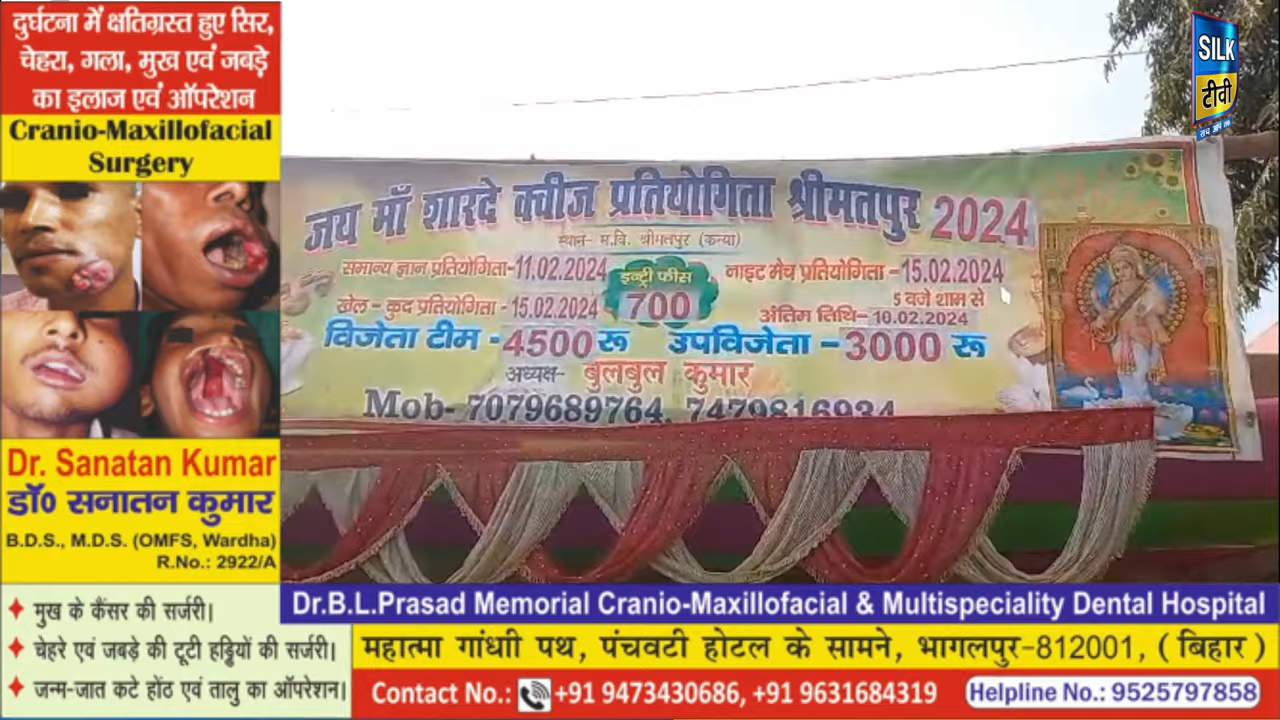 दुर्घटना में क्षतिग्रस्त हुए सिर,
चेहरा, गला, मुख एवं जबड़े
का इलाज एवं ऑपरेशन
Cranio-Maxillofacial
Surgery
Dr. Sanatan Kumar
डॉ० सनातन कुमार
B.D.S., M.D.S. (OMFS, Wardha)
R.No.: 2922/A
मुख के कैंसर की सर्जरी।
चेहरे एवं जबड़े की टूटी हड्डियों की सर्जरी।
जन्म-जात कटे होंठ एवं तालु का ऑपरेशन।
SILK
टीवी
सच आप तक
जय माँ शारदे क्वीज प्रतियोगिता श्रीमतपुर 2024
स्थान- म.वि. श्रीमतपुर (कन्या)
समान्य ज्ञान प्रतियोगिता-11.02.2024
इन्ट्री फीस
700
नाइट मेच प्रतियोगिता -15.02.2024
5 वजे शाम से
खेल - कुद प्रतियोगिता - 15.02.2024
अंतिम तिथि- 10.02.2024
विजेता टीम -4500 रू उपविजेता - 3000 रू
अध्यक्ष- बुलबुल कुमार
Mob- 7079689764, 7479816934
Dr.B.L.Prasad Memorial Cranio-Maxillofacial & Multispeciality Dental Hospital
महात्मा गांधाी पथ, पंचवटी होटल के सामने, भागलपुर-812001, ( बिहार )
Contact No.: +91 9473430686, +91 9631684319
Helpline No.: 9525797858